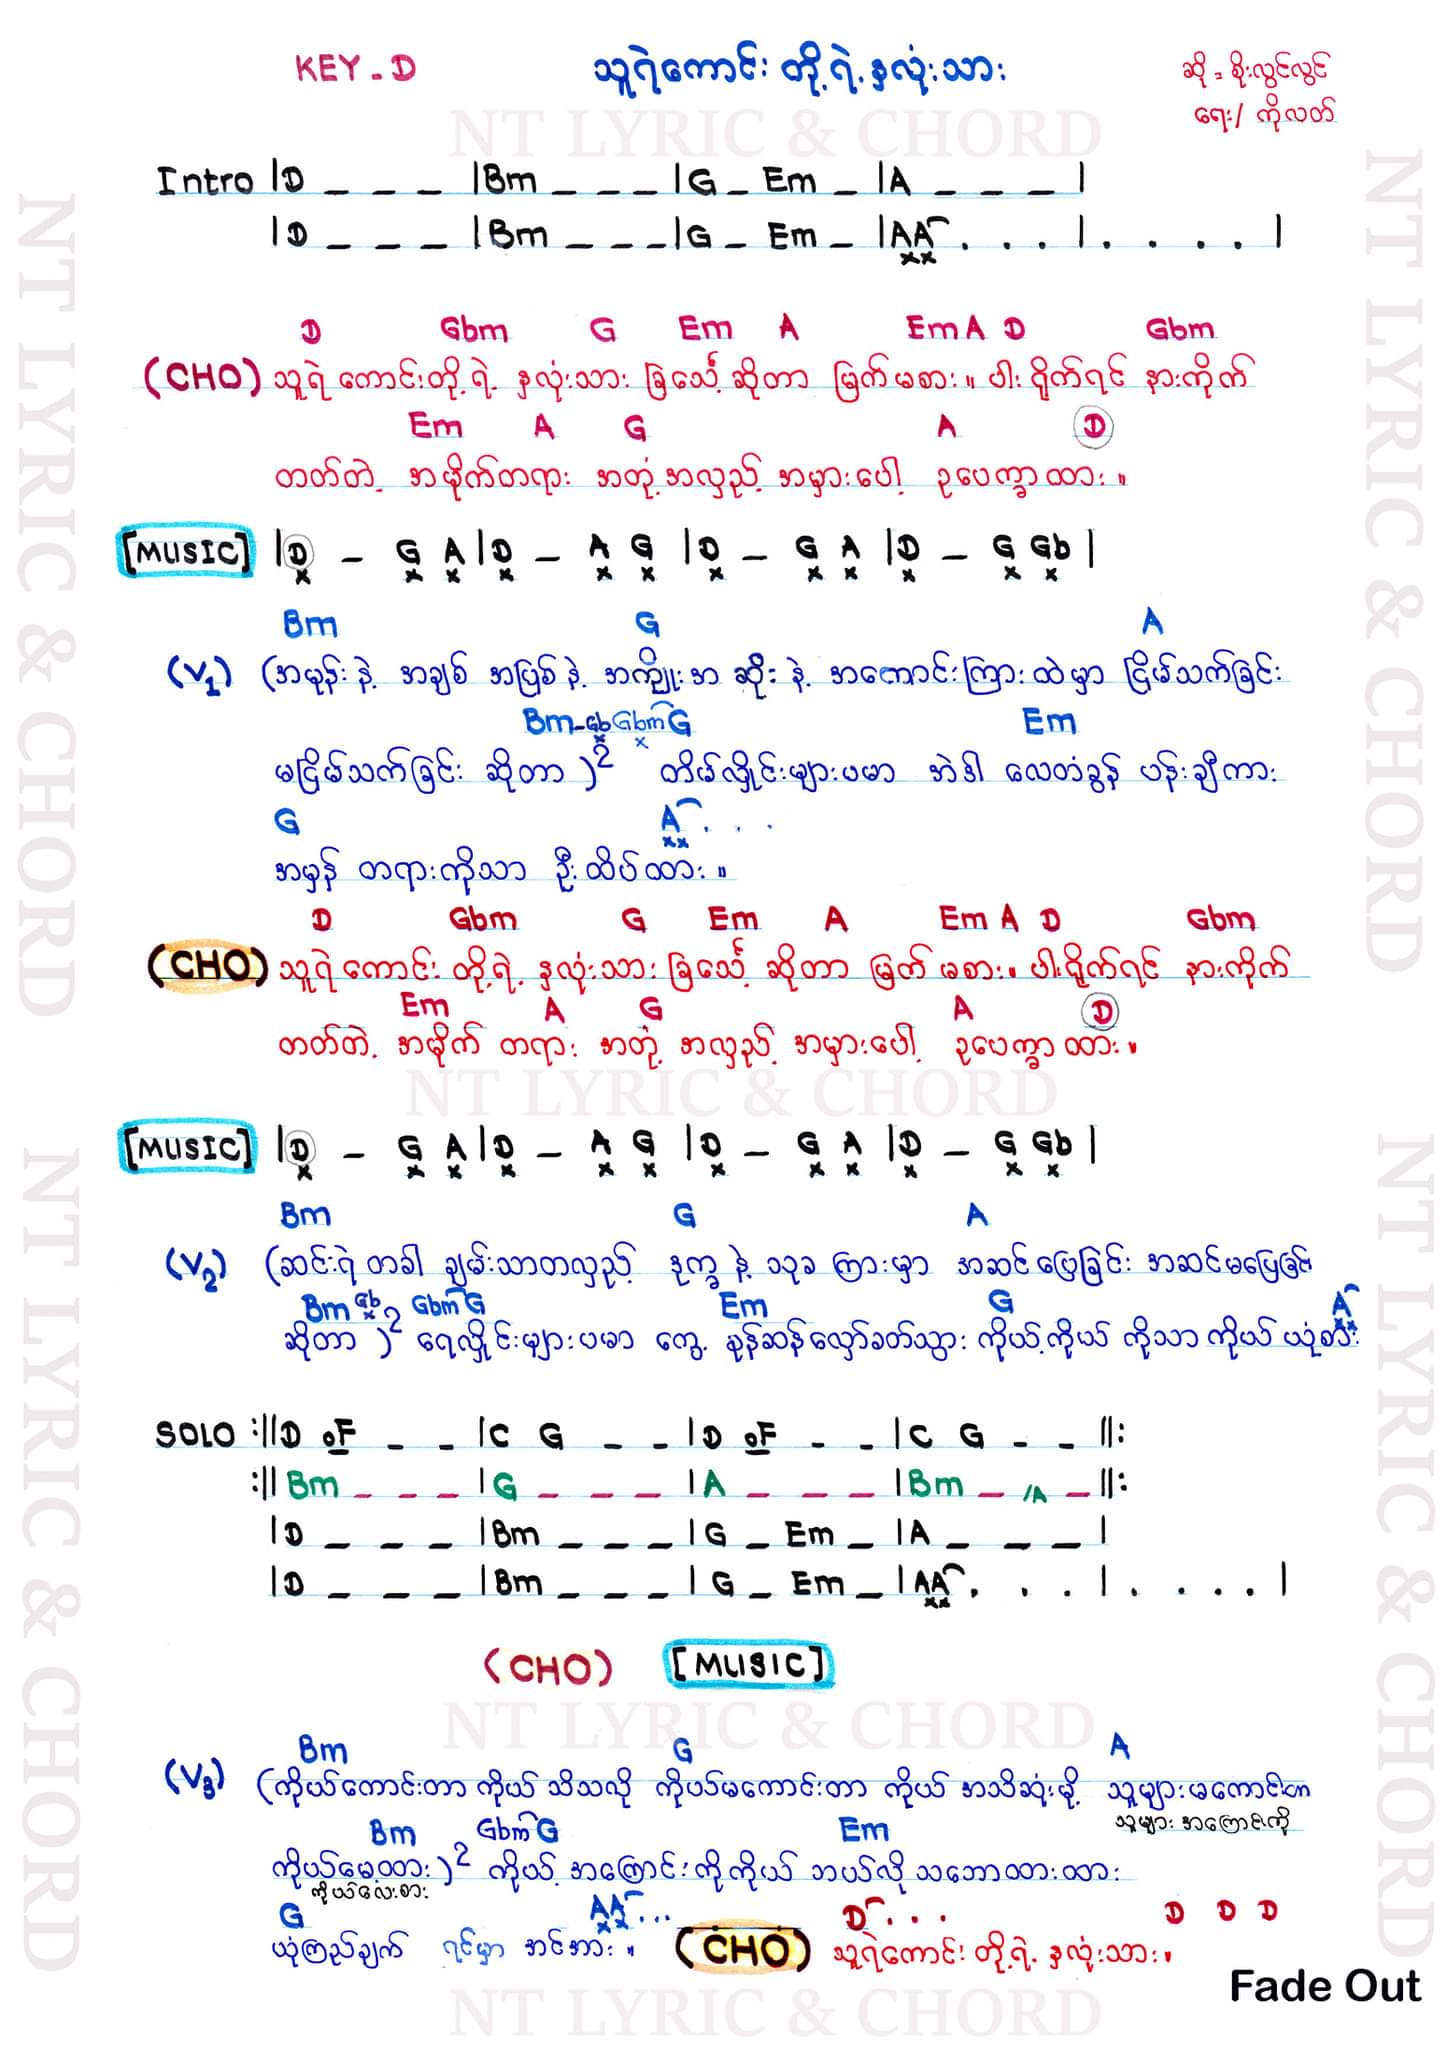 KEY - D
သူရဲကောင်း တို့ရဲ့ နှလုံးသား
ဆို - စိုးလွင်လွင်
ရေး/ ကိုလတ်
NT LYRIC & CHORD
Intro |D _ _ _ |Bm _ _ _ |G _ Em _ |A _ _ _ |
|D _ _ _ |Bm _ _ _ |G _ Em _ |AA . . . | . . . . |
D Gbm G Em A Em A D Gbm
(CHO) သူရဲ ကောင်းတို့ ရဲ့ နှလုံးသား ခြင်္သေ့ ဆိုတာ မြက်မစား။ ပါးရိုက်ရင် နားကိုက်
Em A G A D
တတ်တဲ့ အမိုက်တရား အတုံ့အလှည့် အမှားပေါ့ ဥပေက္ခာထား။
[MUSIC] |D – G A |D – A G |D – G A |D – G Gb |
Bm G A
(V1) (အမုန်းနဲ့ အချစ် အပြစ်နဲ့ အကျိုးအဆိုးနဲ့ အကောင်းကြားထဲမှာ ငြိမ်သက်ခြင်း
Bm - Gb Gbm G Em
မငြိမ်သက်ခြင်း ဆိုတာ )2 တိမ်လှိုင်းများပမာ အဲဒါ လေတံခွန် ပန်းချီကား
G A . . .
အမှန် တရားကိုသာ ဦးထိပ်ထား။
D Gbm G Em A Em A D Gbm
(CHO) သူရဲကောင်း တို့ရဲ့ နှလုံးသား ခြင်္သေ့ ဆိုတာ မြက်မစား။ ပါးရိုက်ရင် နားကိုက်
Em A G A D
တတ်တဲ့ အမိုက် တရား အတုံ့ အလှည့် အမှားပေါ့ ဥပေက္ခာထား။
NT LYRIC & CHORD
[MUSIC] |D – G A |D – A G |D – G A |D – G Gb |
Bm G A
(V2) (ဆင်းရဲတခါ ချမ်းသာတလှည့် ဒုက္ခနဲ့ သုခကြားမှာ အဆင်ပြေခြင်း အဆင်မပြေခြင်း
Bm Gb Gbm G Em G A
ဆိုတာ )2 ရေလှိုင်းများပမာ ကွေ့ စုန်ဆန်လှော်ခတ်သွား ကိုယ့်ကိုယ် ကိုသာ ကိုယ် ယုံစား
SOLO :||D oF _ _ |C G _ _ |D oF _ _ |C G _ _ ||:
:||Bm _ _ _ |G _ _ _ |A _ _ _ |Bm _ /A _ ||:
|D _ _ _ |Bm _ _ _ |G _ Em _ |A _ _ _ |
|D _ _ _ |Bm _ _ _ |G _ Em _ |AA . . . | . . . . |
(CHO) [MUSIC]
NT LYRIC & CHORD
Bm G A
(V3) (ကိုယ်ကောင်းတာ ကိုယ် သိသလို ကိုယ်မကောင်းတာ ကိုယ် အသိဆုံးမို့ သူများမကောင်းတာ
သူများ အကြောင်းကို
Bm Gbm G Em
ကိုယ်မေ့ထား )2 ကိုယ့် အကြောင်းကိုကိုယ် ဘယ်လို သဘောထားထား
ကိုယ်လေးစား
G AA . . . D . . . D D D
ယုံကြည်ချက် ရင်မှာ အင်အား။ (CHO) သူရဲကောင်း တို့ရဲ့ နှလုံးသား။
Fade Out
NT LYRIC & CHORD
NT LYRIC & CHORD
NT LYRIC & CHORD
NT LYRIC & CHORD
NT LYRIC & CHORD